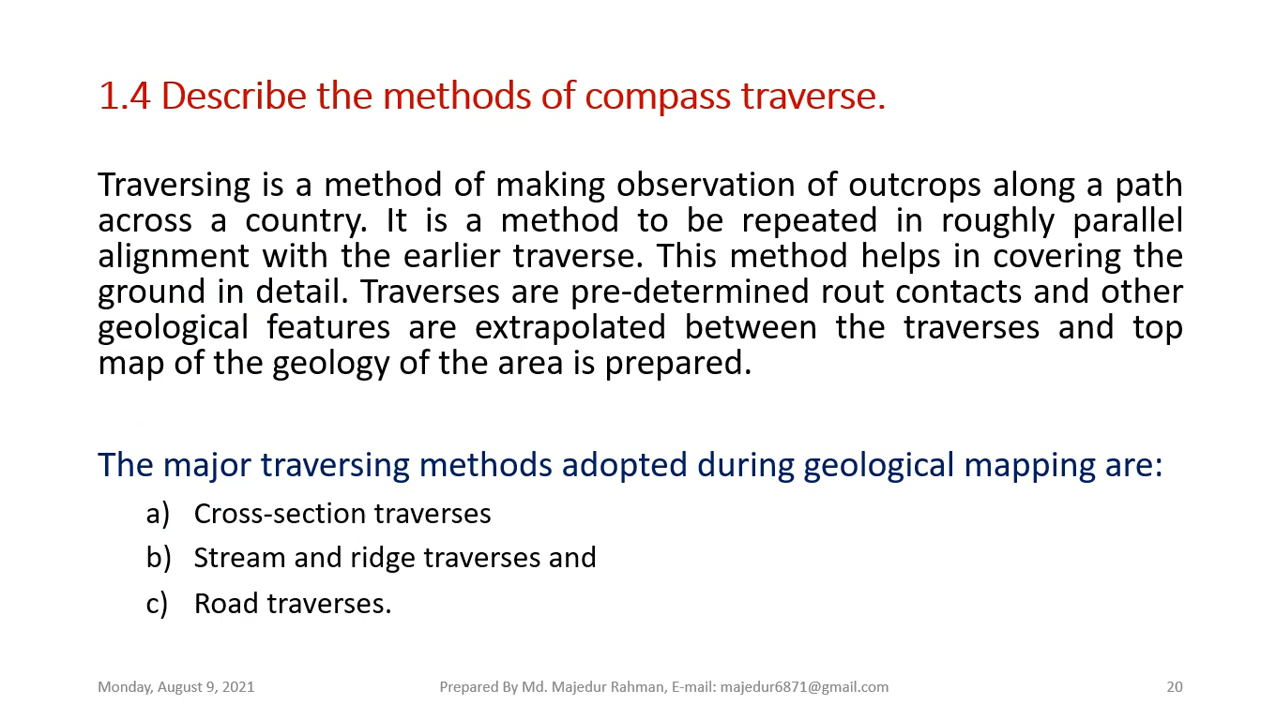 1.4 Describe the methods of compass traverse.
Traversing is a method of making observation of outcrops along a path
across a country. It is a method to be repeated in roughly parallel
alignment with the earlier traverse. This method helps in covering the
ground in detail. Traverses are pre-determined rout contacts and other
geological features are extrapolated between the traverses and top
map of the geology of the area is prepared.
The major traversing methods adopted during geological mapping are:
a) Cross-section traverses
b) Stream and ridge traverses and
c) Road traverses.
Monday, August 9, 2021 Prepared By Md. Majedur Rahman, E-mail: majedur6871@gmail.com 20